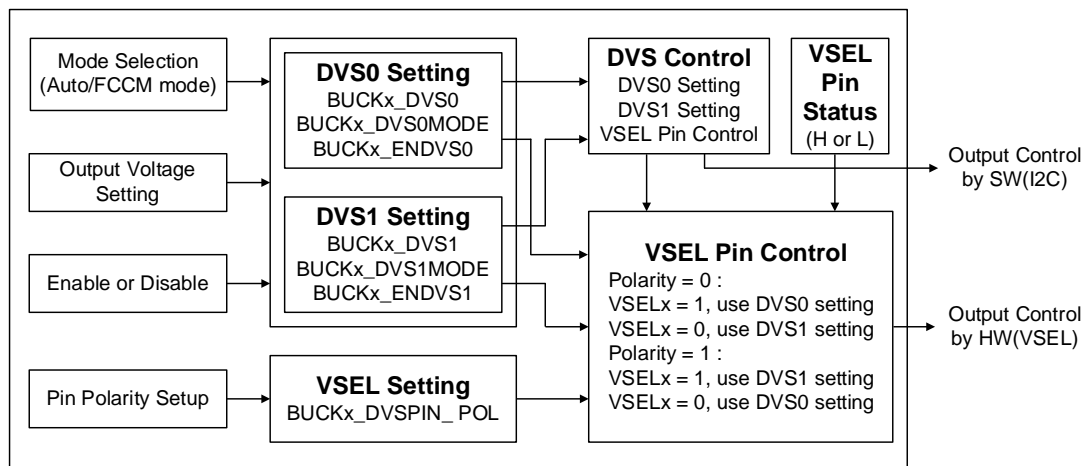 Mode Selection
(Auto/FCCM mode)
Output Voltage
Setting
Enable or Disable
Pin Polarity Setup
DVS0 Setting
BUCKx_DVS0
BUCKx_DVS0MODE
BUCKx_ENDVS0
DVS1 Setting
BUCKx_DVS1
BUCKx_DVS1MODE
BUCKx_ENDVS1
VSEL Setting
BUCKx_DVSPIN_ POL
DVS Control
DVS0 Setting
DVS1 Setting
VSEL Pin Control
VSEL
Pin
Status
(H or L)
VSEL Pin Control
Polarity = 0 :
VSELx = 1, use DVS0 setting
VSELx = 0, use DVS1 setting
Polarity = 1 :
VSELx = 1, use DVS1 setting
VSELx = 0, use DVS0 setting
Output Control
by SW(I2C)
Output Control
by HW(VSEL)